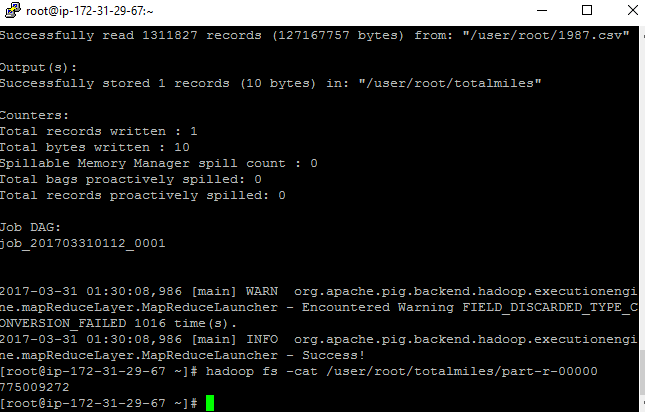 root@ip-172-31-29-67:~
Successfully read 1311827 records (127167757 bytes) from: "/user/root/1987.csv"
Output(s):
Successfully stored 1 records (10 bytes) in: "/user/root/totalmiles"
Counters:
Total records written : 1
Total bytes written : 10
Spillable Memory Manager spill count : 0
Total bags proactively spilled: 0
Total records proactively spilled: 0
Job DAG:
job_201703310112_0001
2017-03-31 01:30:08,986 [main] WARN  org.apache.pig.backend.hadoop.executionengi
ne.mapReduceLayer.MapReduceLauncher - Encountered Warning FIELD_DISCARDED_TYPE_C
ONVERSION_FAILED 1016 time(s).
2017-03-31 01:30:08,986 [main] INFO  org.apache.pig.backend.hadoop.executionengi
ne.mapReduceLayer.MapReduceLauncher - Success!
[root@ip-172-31-29-67 ~]# hadoop fs -cat /user/root/totalmiles/part-r-00000
775009272
[root@ip-172-31-29-67 ~]#